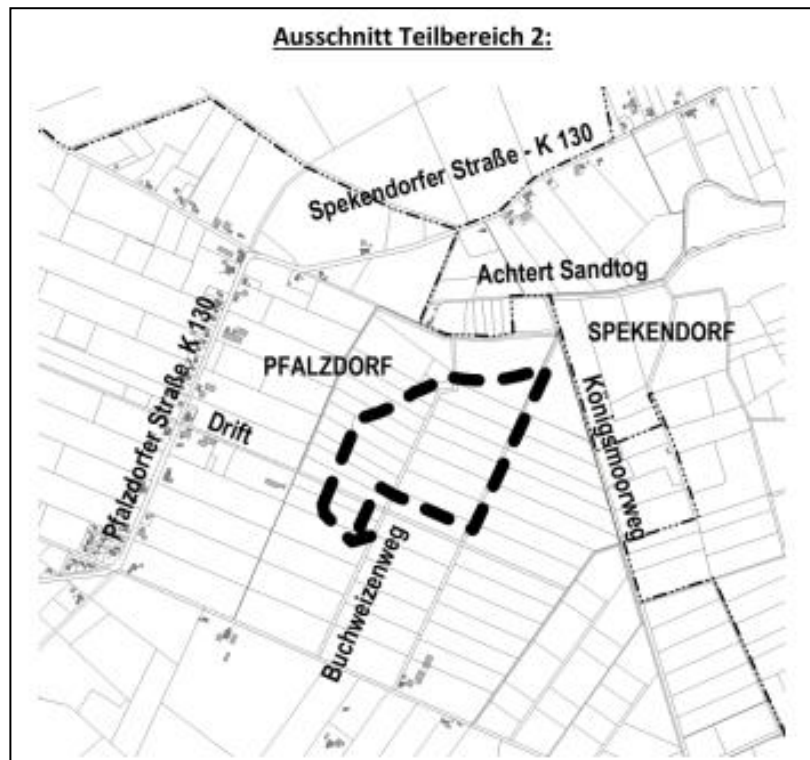 Ausschnitt Teilbereich 2:
Spekendorfer Straße - K 130
Achtert Sandtog
SPEKENDORF
PFALZDORF
Pfalzdorfer Straße - K 130
Drift
Königsmoorweg
Buchweizenweg